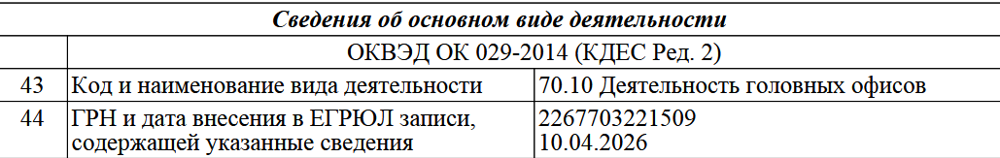 Сведения об основном виде деятельности
ОКВЭД ОК 029-2014 (КДЕС Ред. 2)
43 Код и наименование вида деятельности 70.10 Деятельность головных офисов
44 ГРН и дата внесения в ЕГРЮЛ записи, 2267703221509
содержащей указанные сведения 10.04.2026